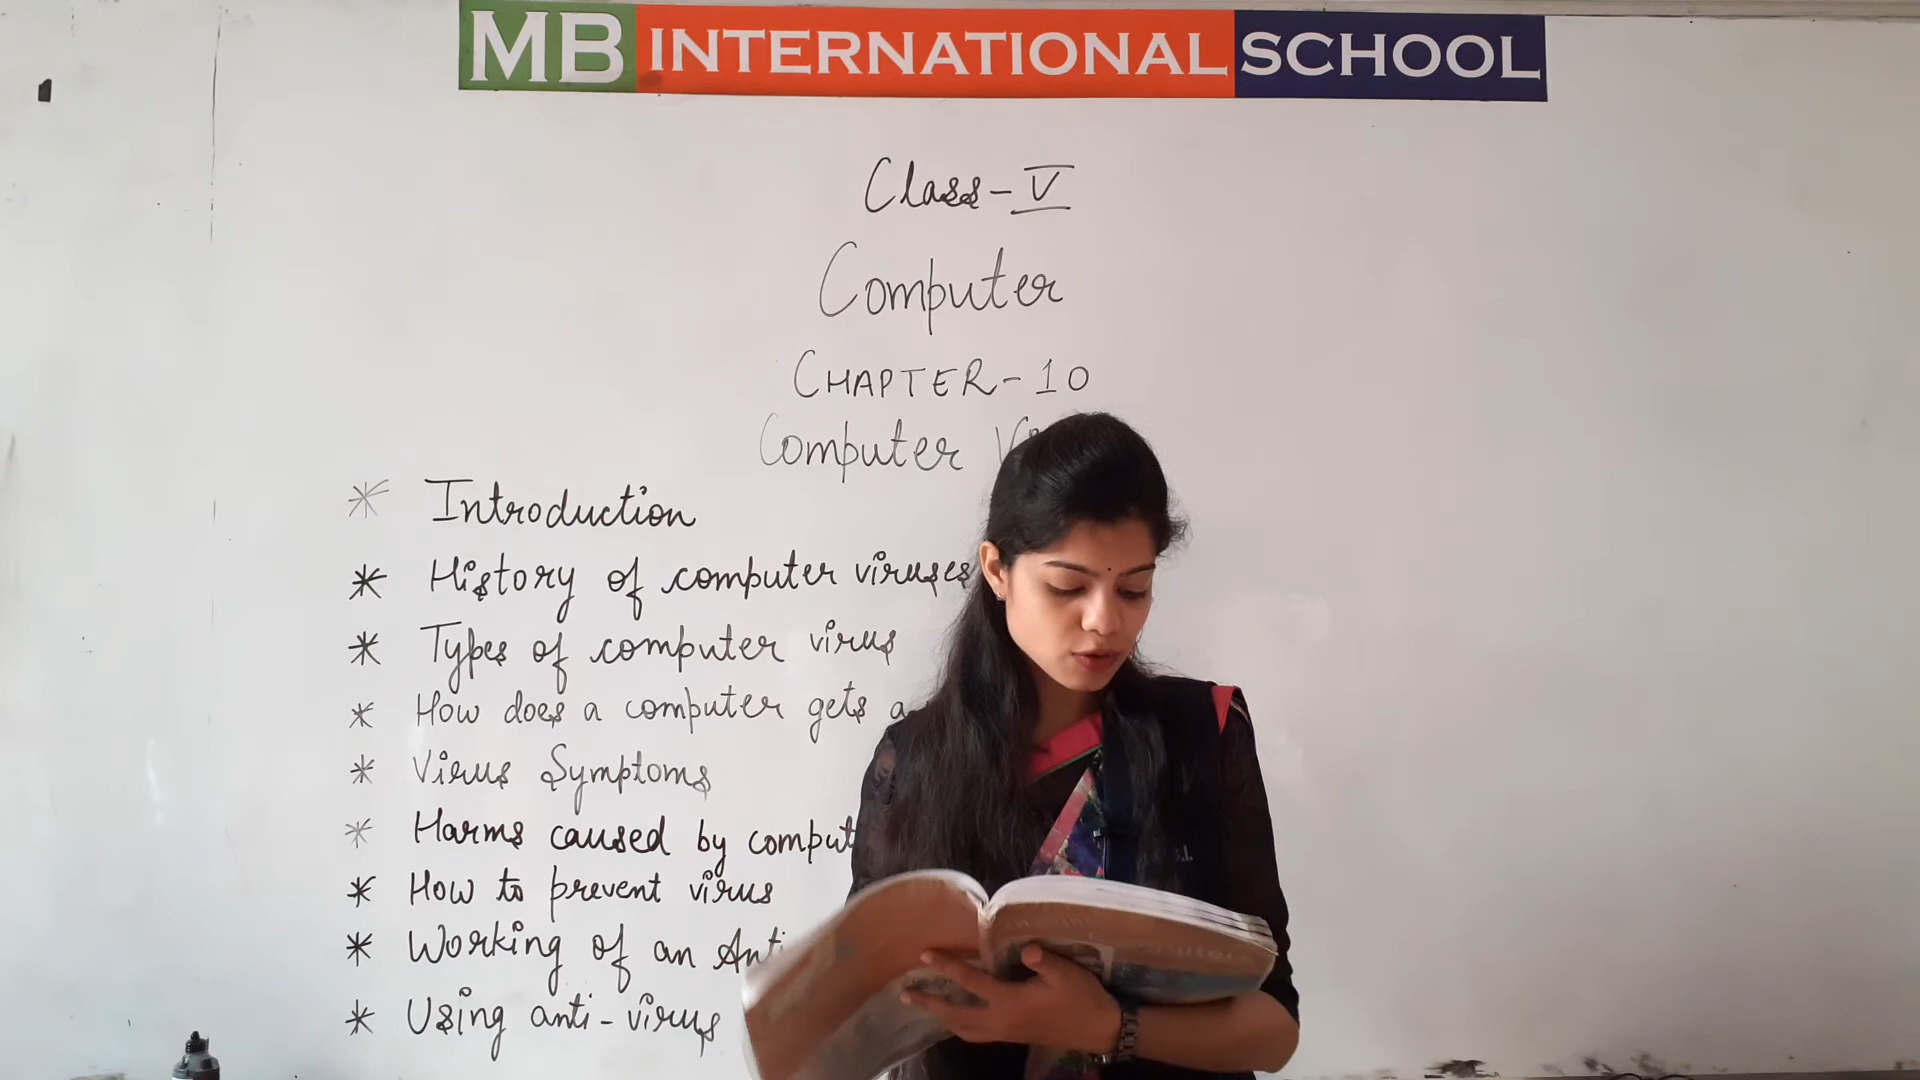 MB INTERNATIONAL SCHOOL
Class-V
Computer
CHAPTER-10
Computer
* Introduction
* History of computer viruses
* Types of computer virus
* How does a computer gets a
* Virus Symptoms
* Harms caused by comput
* How to prevent virus
* Working of an Anti
* Using anti-virus